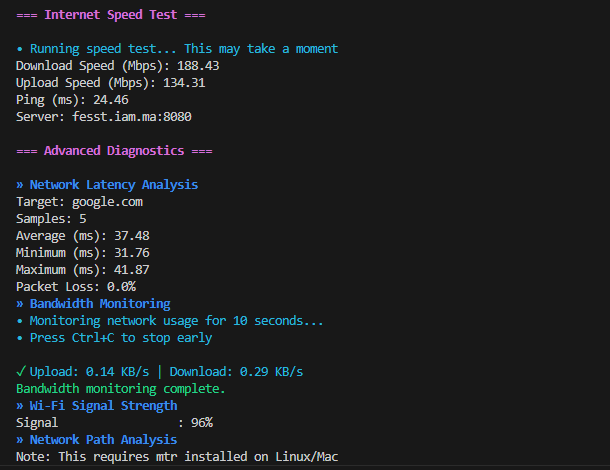 === Internet Speed Test ===
• Running speed test... This may take a moment
Download Speed (Mbps): 188.43
Upload Speed (Mbps): 134.31
Ping (ms): 24.46
Server: fesst.iam.ma:8080
=== Advanced Diagnostics ===
» Network Latency Analysis
Target: google.com
Samples: 5
Average (ms): 37.48
Minimum (ms): 31.76
Maximum (ms): 41.87
Packet Loss: 0.0%
» Bandwidth Monitoring
• Monitoring network usage for 10 seconds...
• Press Ctrl+C to stop early
✓ Upload: 0.14 KB/s | Download: 0.29 KB/s
Bandwidth monitoring complete.
» Wi-Fi Signal Strength
Signal                 : 96%
» Network Path Analysis
Note: This requires mtr installed on Linux/Mac